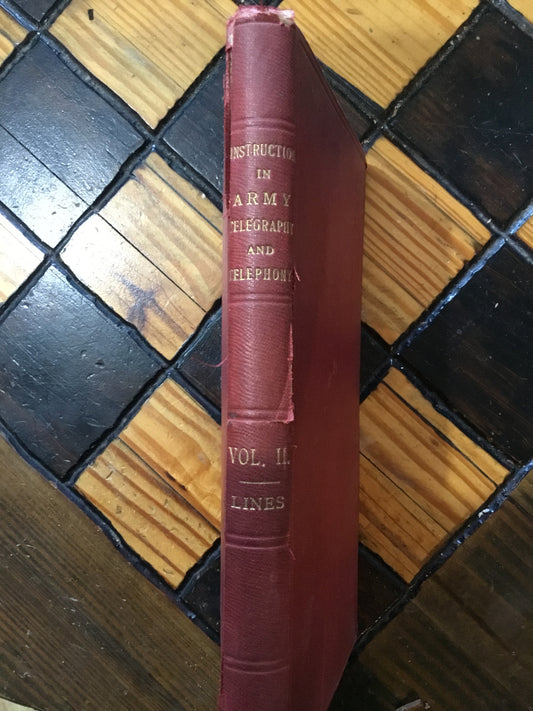 INSTRUCTION
IN
ARMY
TELEGRAPHY
AND
TELEPHONY
VOL. II.
LINES